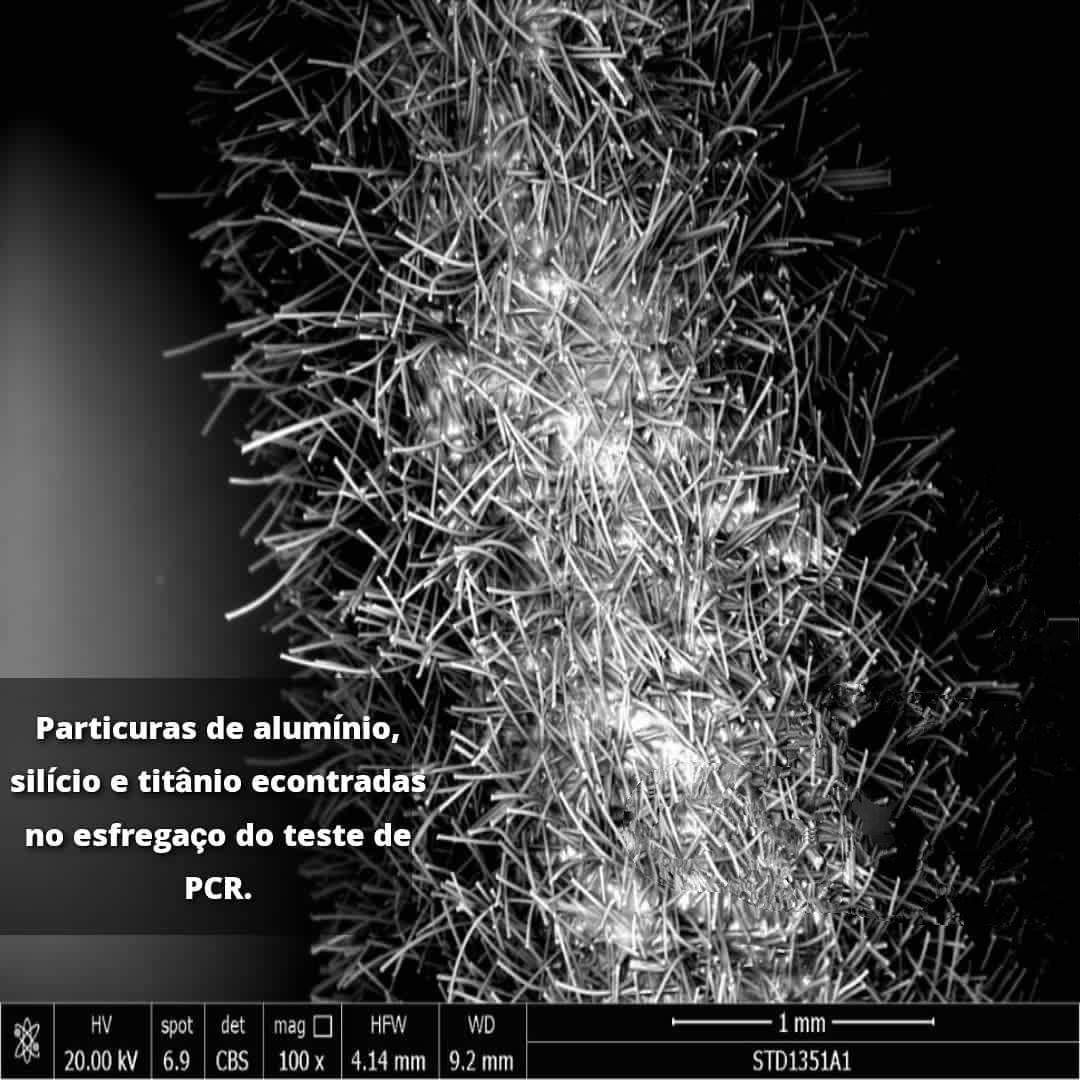 Particuras de alumínio,
silício e titânio econtradas
no esfregaço do teste de
PCR.
HV spot det mag HFW WD 1 mm
20.00 kV 6.9 CBS 100 x 4.14 mm 9.2 mm STD1351A1